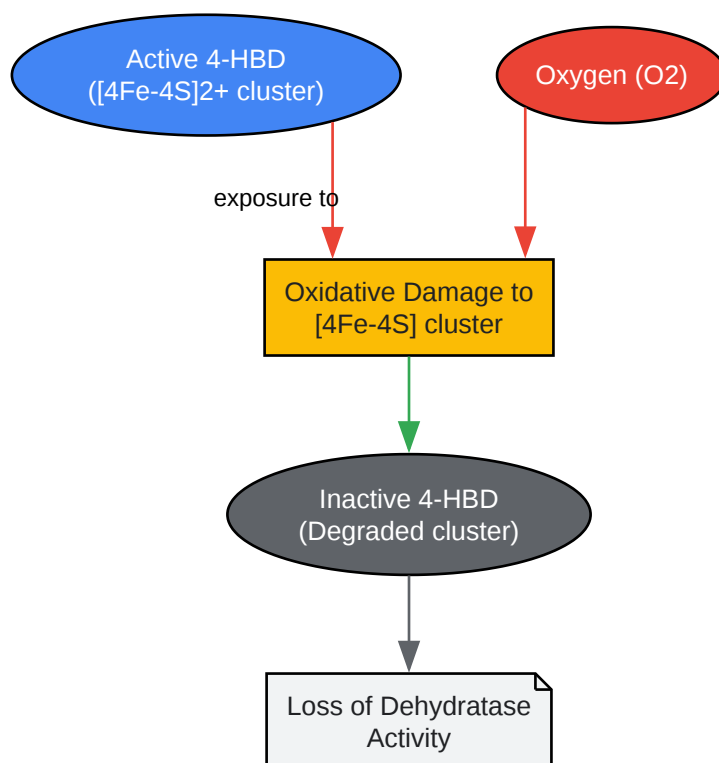 Active 4-HBD
([4Fe-4S]2+ cluster)
Oxygen (O2)
exposure to
Oxidative Damage to
[4Fe-4S] cluster
Inactive 4-HBD
(Degraded cluster)
Loss of Dehydratase
Activity